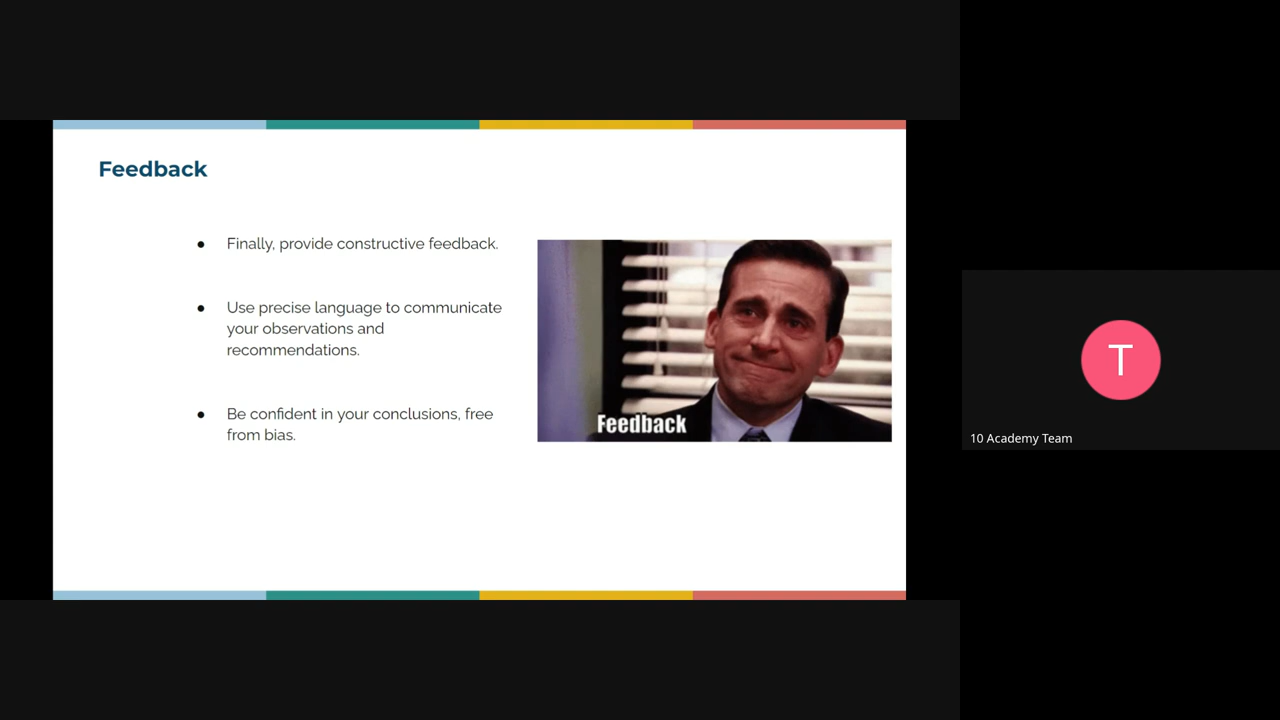 Feedback
● Finally, provide constructive feedback.
● Use precise language to communicate
your observations and
recommendations.
● Be confident in your conclusions, free
from bias.
Feedback
T
10 Academy Team